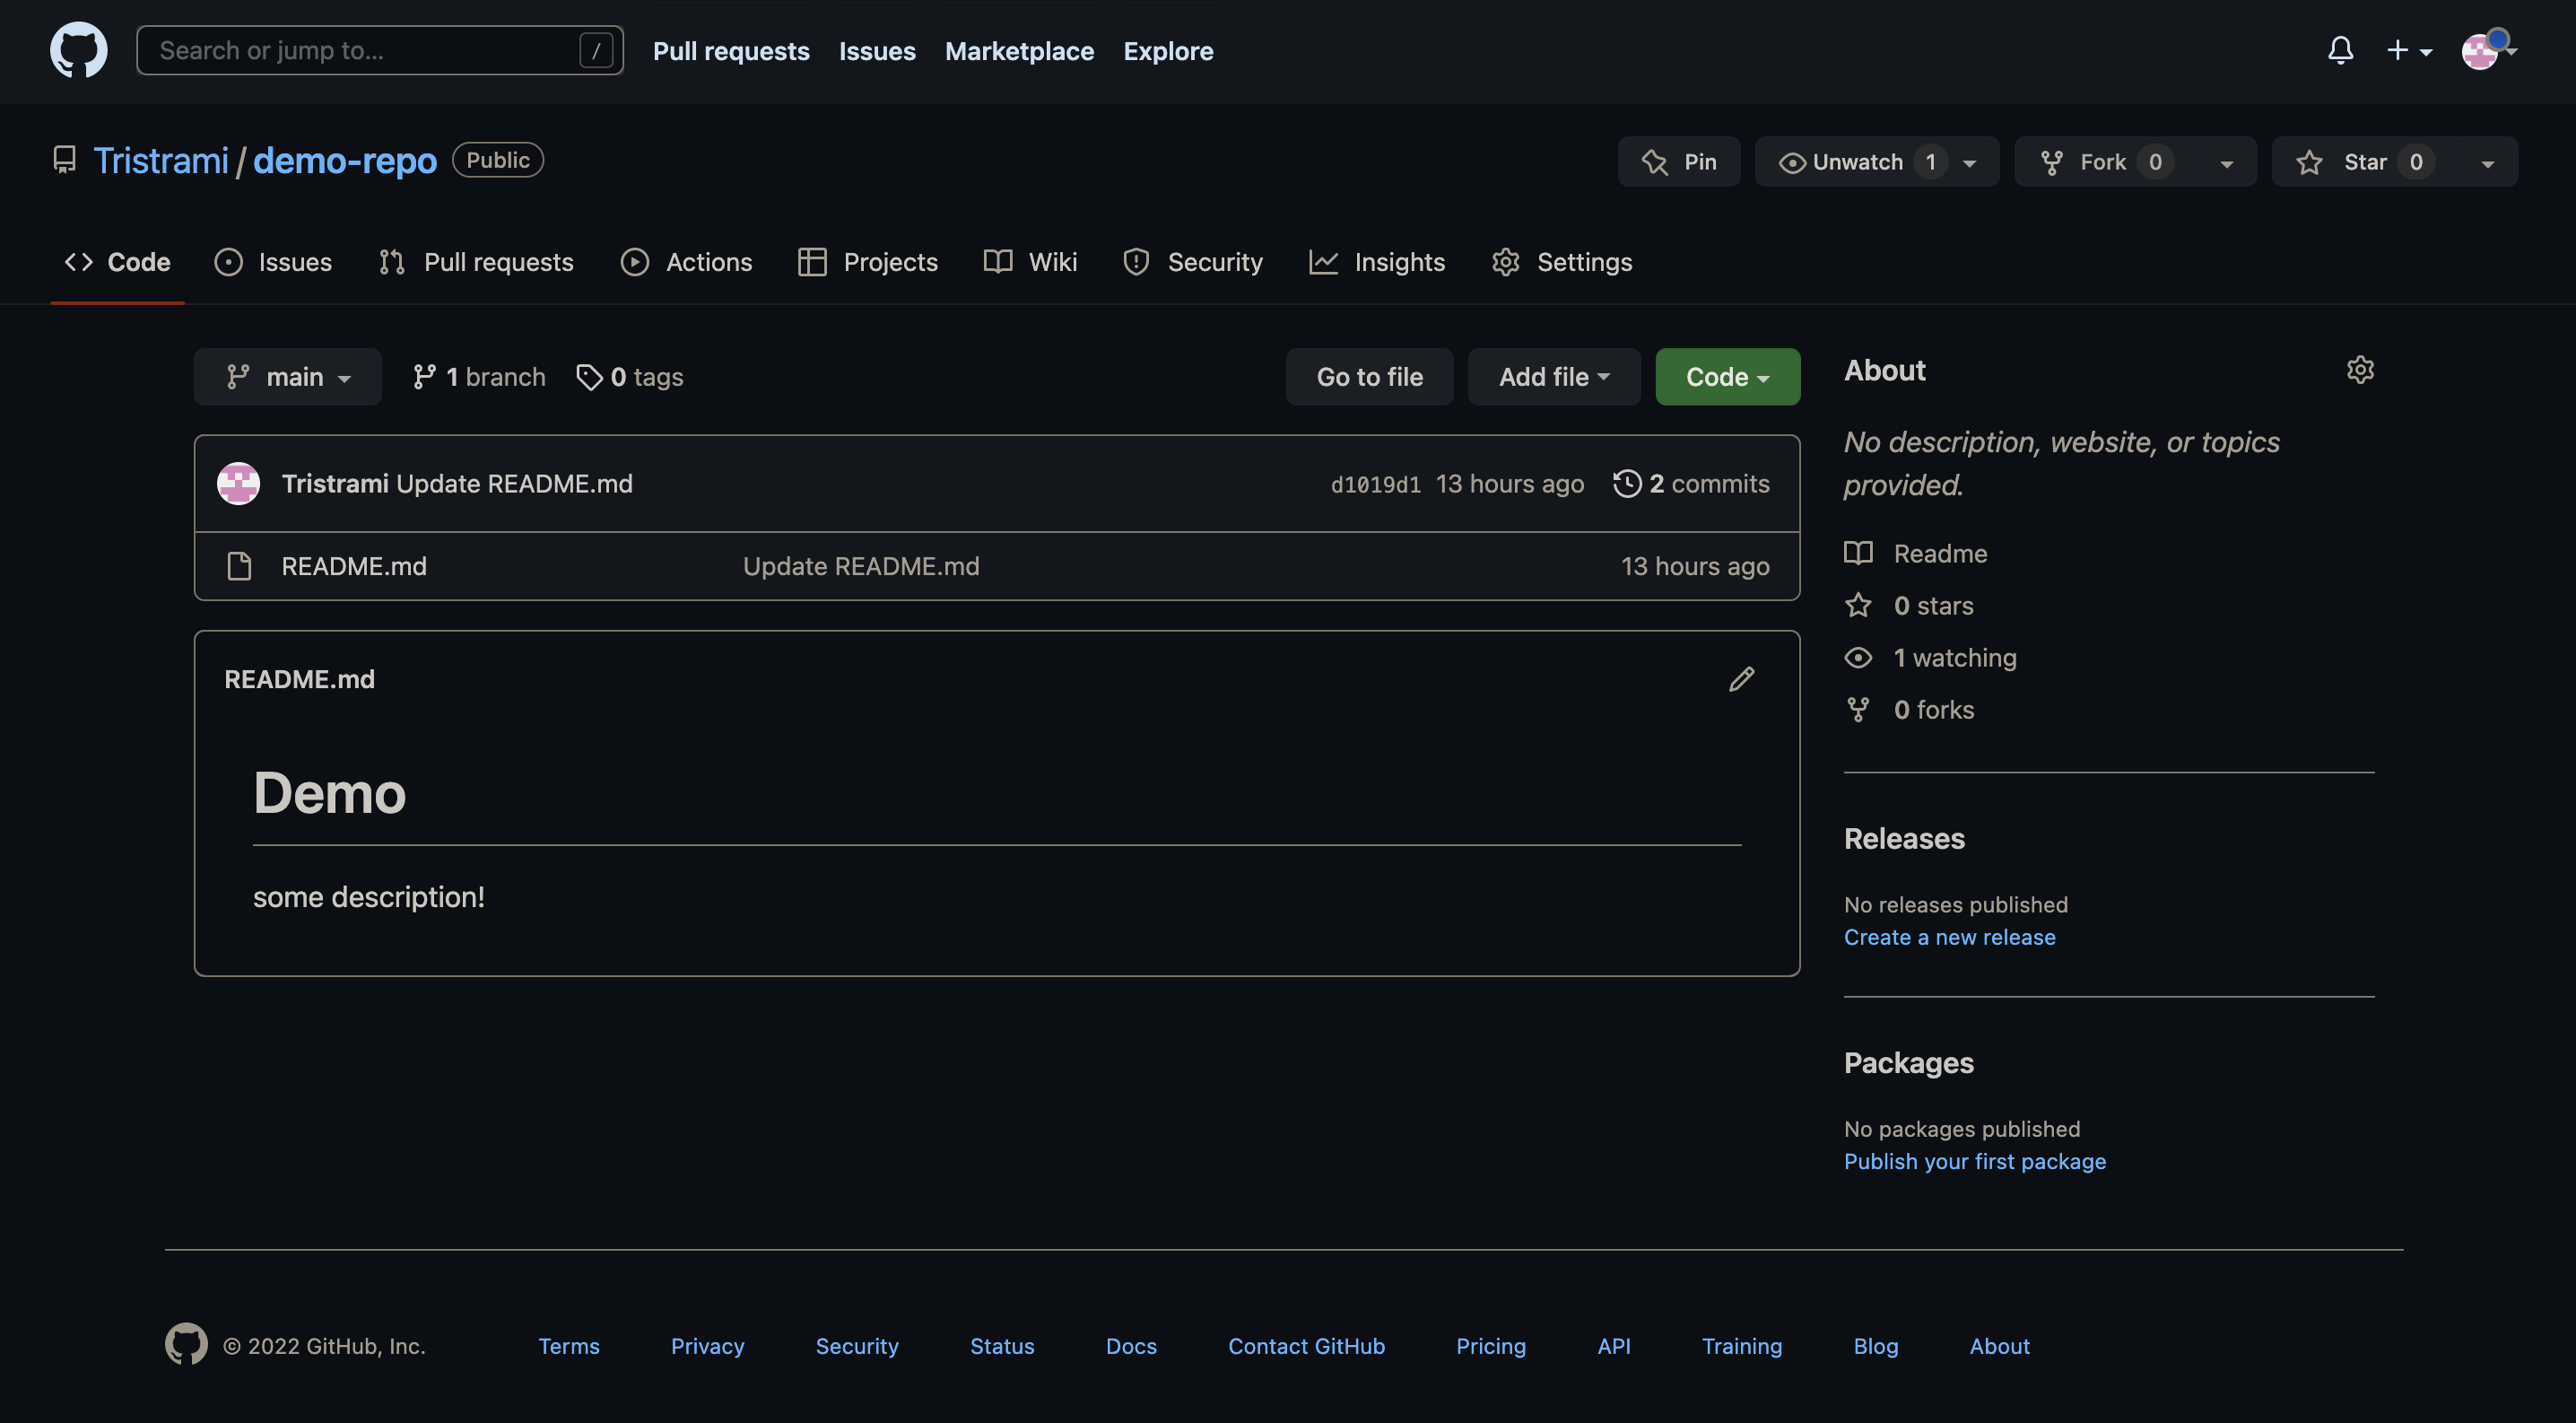 Search or jump to... /
Pull requests Issues Marketplace Explore
Tristrami / demo-repo Public
Pin Unwatch 1 Fork 0 Star 0
Code Issues Pull requests Actions Projects Wiki Security Insights Settings
main 1 branch 0 tags Go to file Add file Code
Tristrami Update README.md d1019d1 13 hours ago 2 commits
README.md Update README.md 13 hours ago
README.md
Demo
some description!
About
No description, website, or topics
provided.
Readme
0 stars
1 watching
0 forks
Releases
No releases published
Create a new release
Packages
No packages published
Publish your first package
© 2022 GitHub, Inc. Terms Privacy Security Status Docs Contact GitHub Pricing API Training Blog About